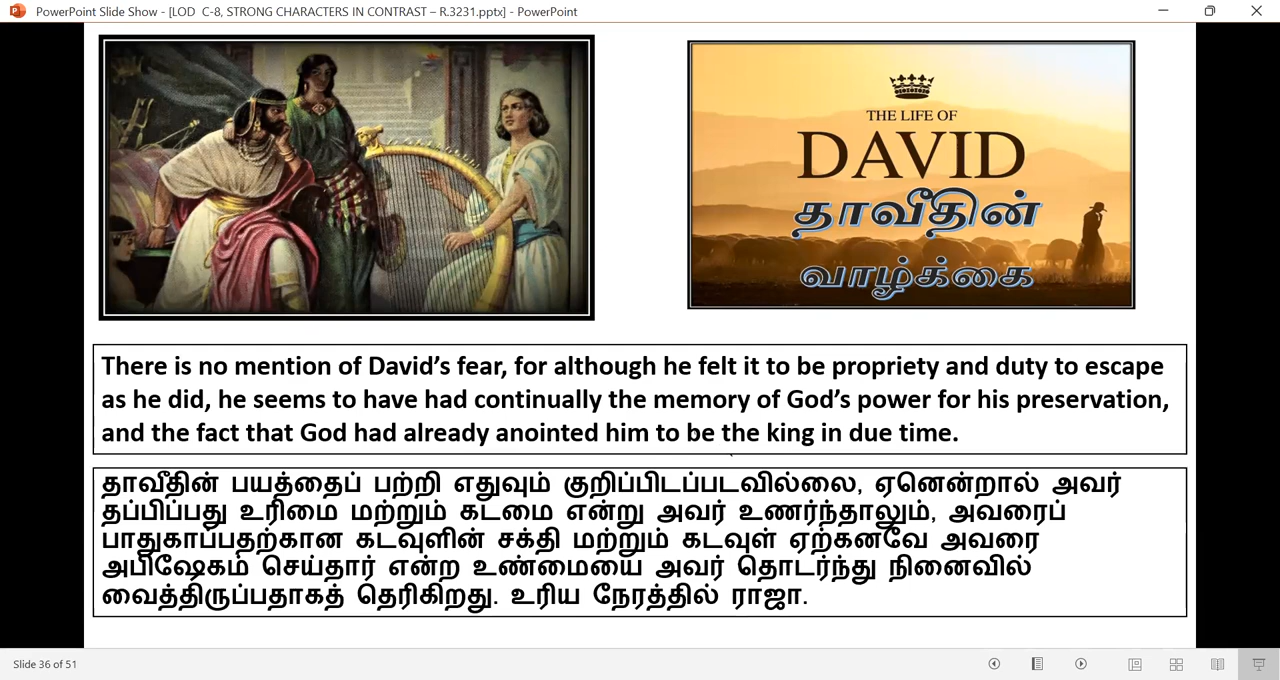 PowerPoint Slide Show - [LOD  C-8, STRONG CHARACTERS IN CONTRAST – R.3231.pptx] - PowerPoint
THE LIFE OF
DAVID
தாவீதின்
வாழ்க்கை
There is no mention of David’s fear, for although he felt it to be propriety and duty to escape
as he did, he seems to have had continually the memory of God’s power for his preservation,
and the fact that God had already anointed him to be the king in due time.
தாவீதின் பயத்தைப் பற்றி எதுவும் குறிப்பிடப்படவில்லை, ஏனென்றால் அவர்
தப்பிப்பது உரிமை மற்றும் கடமை என்று அவர் உணர்ந்தாலும், அவரைப்
பாதுகாப்பதற்கான கடவுளின் சக்தி மற்றும் கடவுள் ஏற்கனவே அவரை
அபிஷேகம் செய்தார் என்ற உண்மையை அவர் தொடர்ந்து நினைவில்
வைத்திருப்பதாகத் தெரிகிறது. உரிய நேரத்தில் ராஜா.
Slide 36 of 51